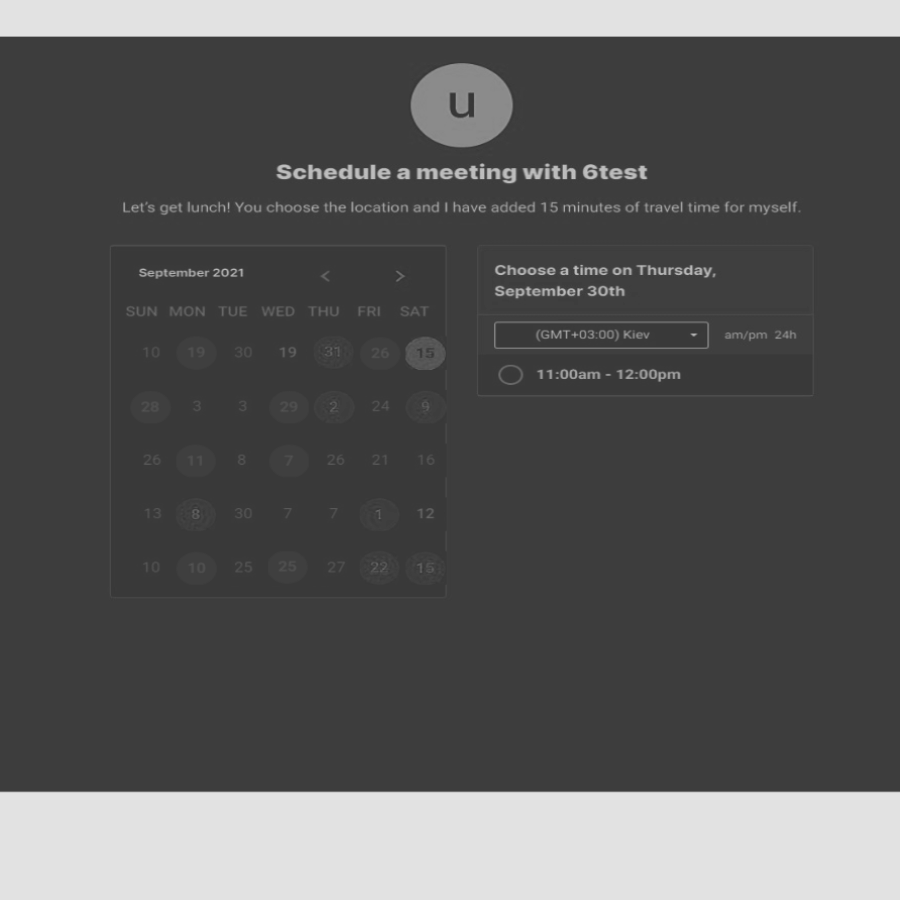 u
Schedule a meeting with 6test
Let's get lunch! You choose the location and I have added 15 minutes of travel time for myself.
September 2021 < >
SUN MON TUE WED THU FRI SAT
10 19 30 19 31 26 15
28 3 3 29 2 24 9
26 11 8 7 26 21 16
13 8 30 7 7 1 12
10 10 25 25 27 22 15
Choose a time on Thursday,
September 30th
(GMT+03:00) Kiev am/pm 24h
11:00am - 12:00pm